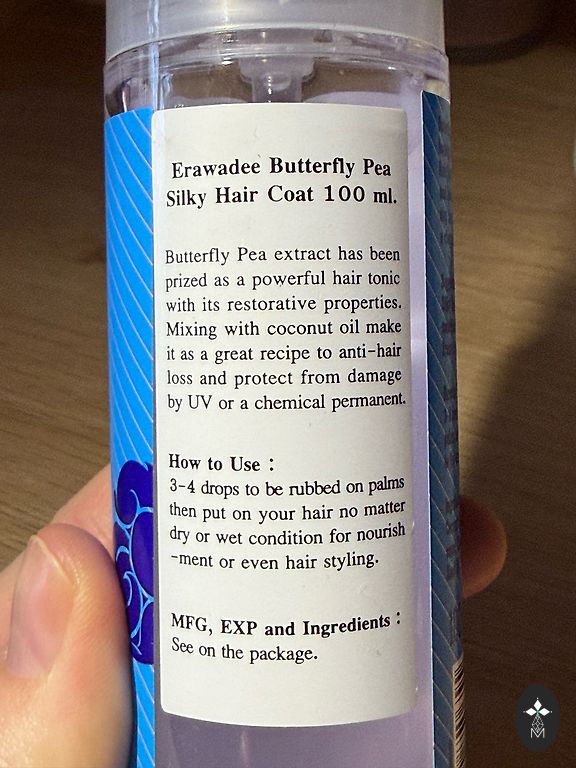 Erawadee Butterfly Pea
Silky Hair Coat 100 ml.
Butterfly Pea extract has been
prized as a powerful hair tonic
with its restorative properties.
Mixing with coconut oil make
it as a great recipe to anti-hair
loss and protect from damage
by UV or a chemical permanent.
How to Use :
3-4 drops to be rubbed on palms
then put on your hair no matter
dry or wet condition for nourish
-ment or even hair styling.
MFG, EXP and Ingredients :
See on the package.
M